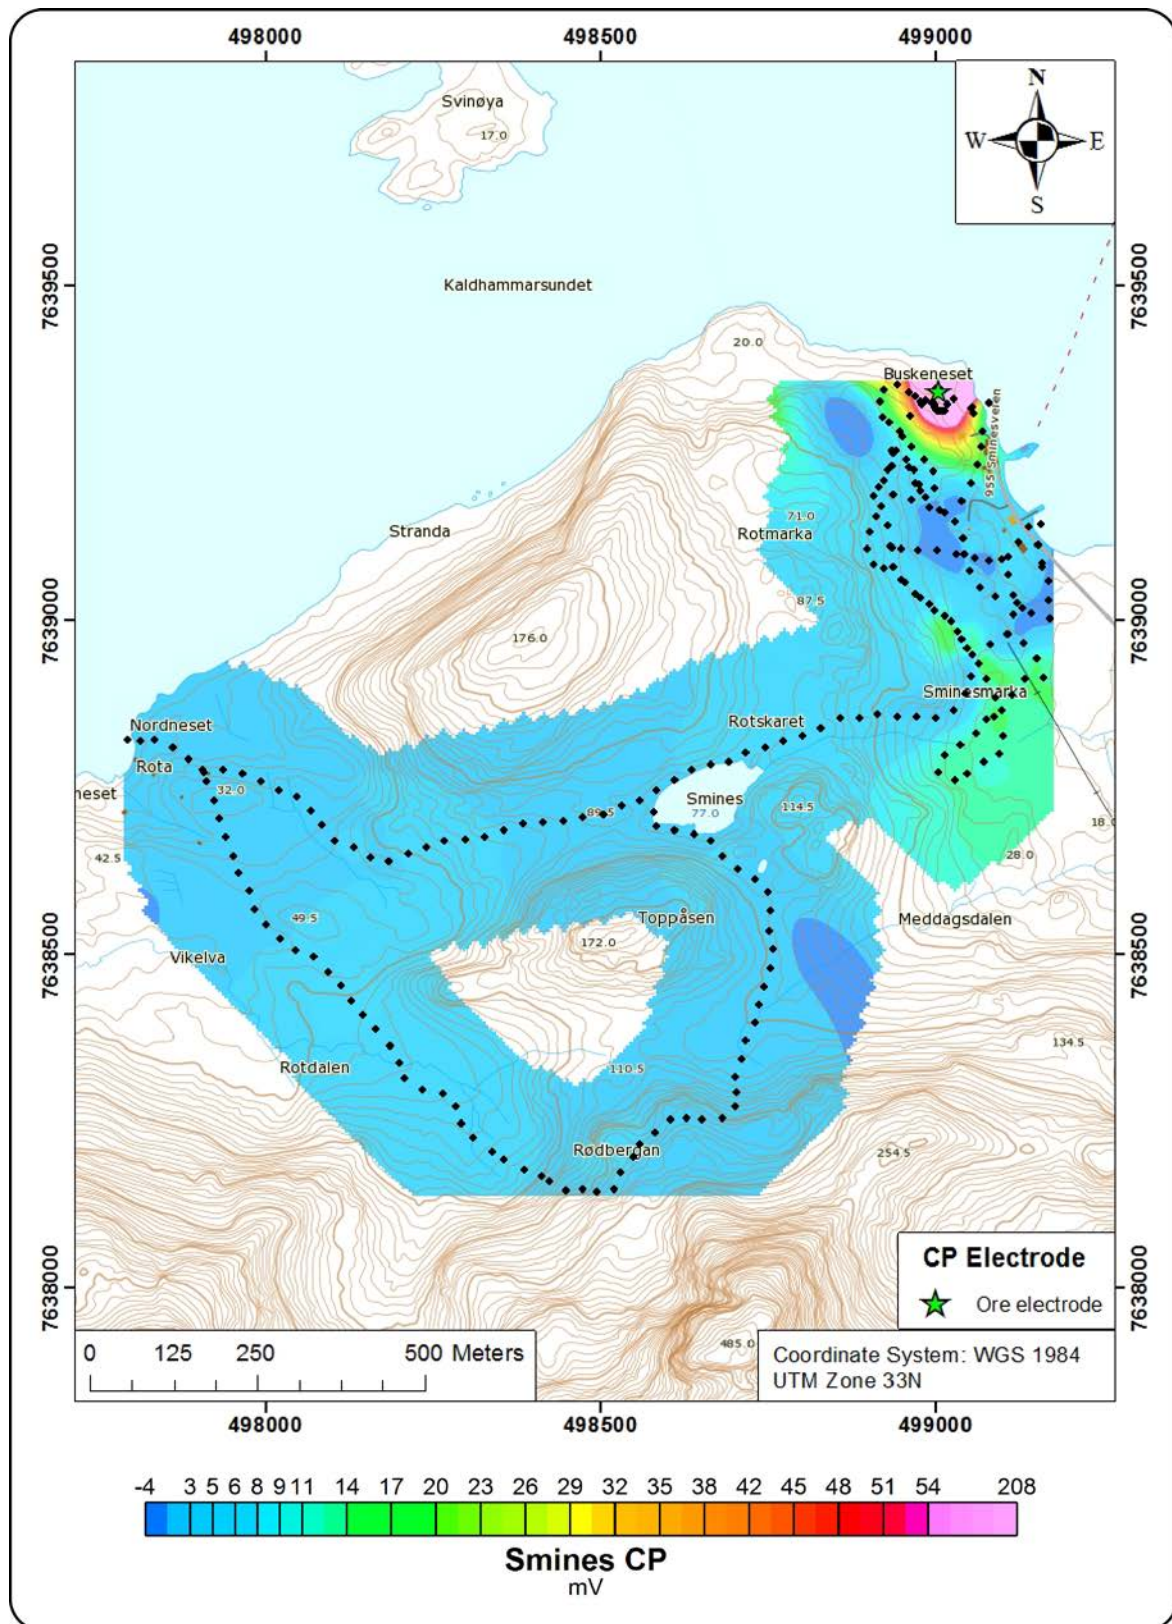 498000 498500 499000
N
W E
S
Svinøya
17.0
7639500 Kaldhammarsundet 7639500
20.0
Buskeneset
955 Sminesveien
71.0
Stranda
Rotmarka
87.5
7639000 7639000
176.0
Sminesmarka
Nordneset Rotskaret
Rota
neset 32.0 Smines 114.5
89.5 77.0 18.0
42.5 28.0
49.5 Toppåsen Meddagsdalen
172.0
7638500 7638500
Vikelva
134.5
Rotdalen 110.5
Rødbergan 254.5
CP Electrode
7638000 Ore electrode 7638000
485.0
0 125 250 500 Meters
Coordinate System: WGS 1984
UTM Zone 33N
498000 498500 499000
-4 3 5 6 8 9 11 14 17 20 23 26 29 32 35 38 42 45 48 51 54 208
Smines CP
mV